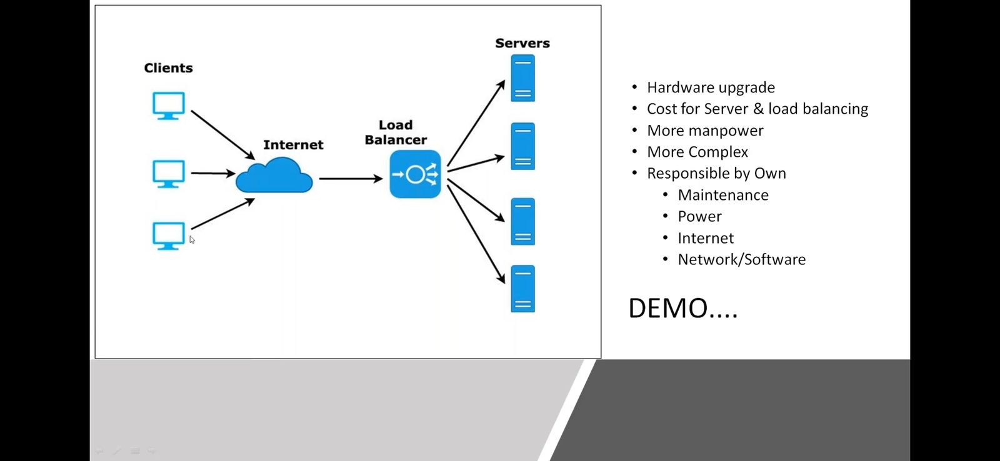 Clients
Internet
Load
Balancer
Servers
• Hardware upgrade
• Cost for Server & load balancing
• More manpower
• More Complex
• Responsible by Own
• Maintenance
• Power
• Internet
• Network/Software
DEMO....